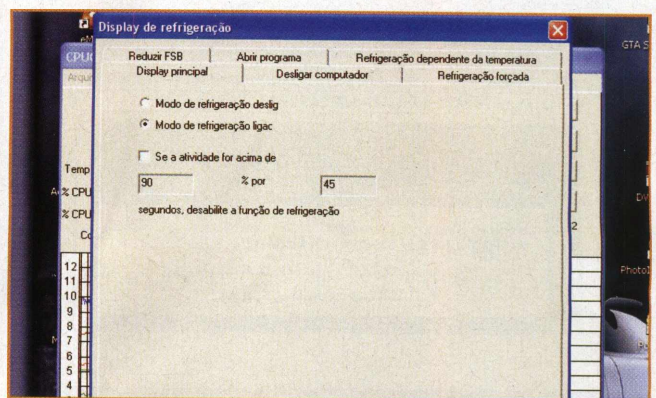 Display de refrigeração
GTA S
Reduzir FSB
Abrir programa
Refrigeração dependente da temperatura
Display principal
Desligar computador
Refrigeração forçada
Modo de refrigeração deslig
Modo de refrigeração ligac
Se a atividade for acima de
90
% por
45
segundos, desabilite a função de refrigeração
Temp
% CPU
% CPU
2
12
11
10
9
8
7
6
5
4